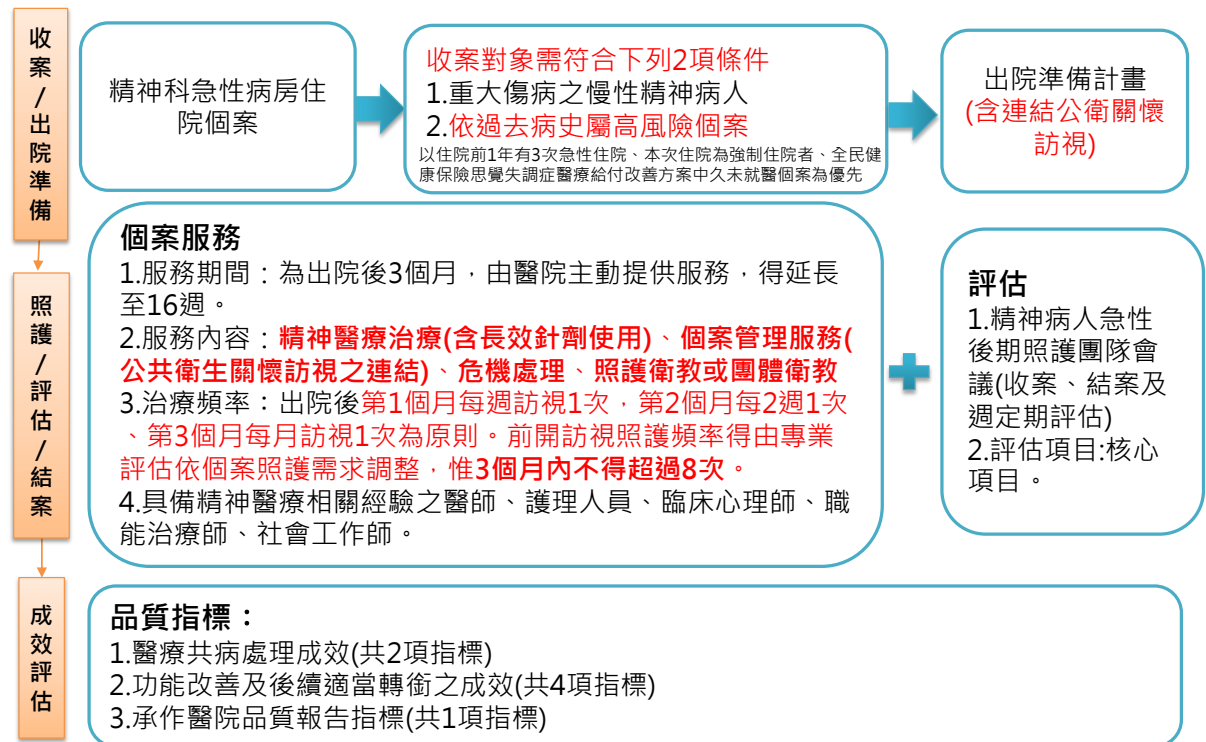 收案/出院準備
精神科急性病房住
院個案
收案對象需符合下列2項條件
1.重大傷病之慢性精神病人
2.依過去病史屬高風險個案
以住院前1年有3次急性住院、本次住院為強制住院者、全民健
康保險思覺失調症醫療給付改善方案中久未就醫個案為優先
出院準備計畫
(含連結公衛關懷
訪視)
照護/評估/結案
個案服務
1.服務期間：為出院後3個月，由醫院主動提供服務，得延長
至16週。
2.服務內容：精神醫療治療(含長效針劑使用)、個案管理服務(
公共衛生關懷訪視之連結)、危機處理、照護衛教或團體衛教
3.治療頻率：出院後第1個月每週訪視1次，第2個月每2週1次
、第3個月每月訪視1次為原則。前開訪視照護頻率得由專業
評估依個案照護需求調整，惟3個月內不得超過8次。
4.具備精神醫療相關經驗之醫師、護理人員、臨床心理師、職
能治療師、社會工作師。
評估
1.精神病人急性
後期照護團隊會
議(收案、結案及
週定期評估)
2.評估項目:核心
項目。
成效評估
品質指標：
1.醫療共病處理成效(共2項指標)
2.功能改善及後續適當轉銜之成效(共4項指標)
3.承作醫院品質報告指標(共1項指標)